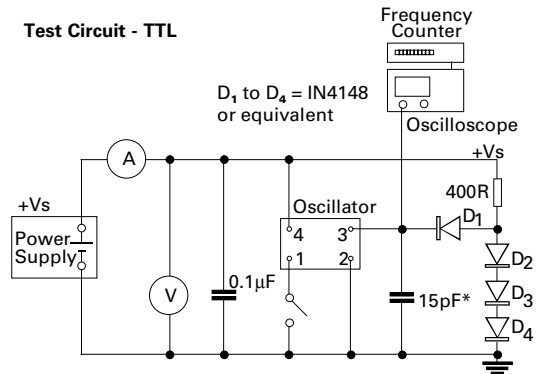 Test Circuit - TTL
Frequency
Counter
D1 to D4 = IN4148
or equivalent
Oscilloscope
+Vs
A
400R
+Vs
Oscillator
D1
4
3
Power
Supply
1
2
D2
0.1µF
V
15pF*
D3
D4